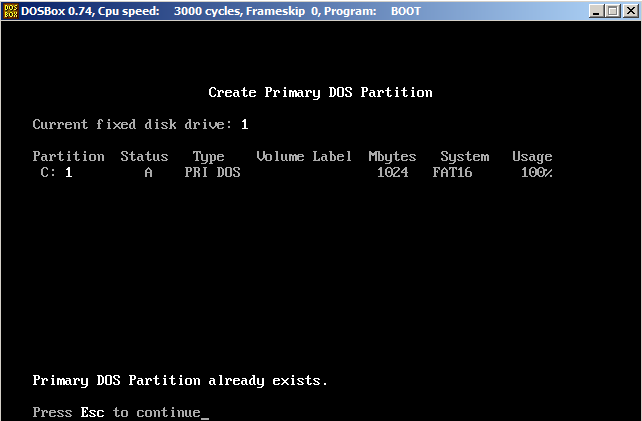 DOS BOX DOSBox 0.74, Cpu speed: 3000 cycles, Frameskip 0, Program: BOOT
Create Primary DOS Partition
Current fixed disk drive: 1
Partition Status Type Volume Label Mbytes System Usage
C: 1 A PRI DOS 1024 FAT16 100%
Primary DOS Partition already exists.
Press Esc to continue_